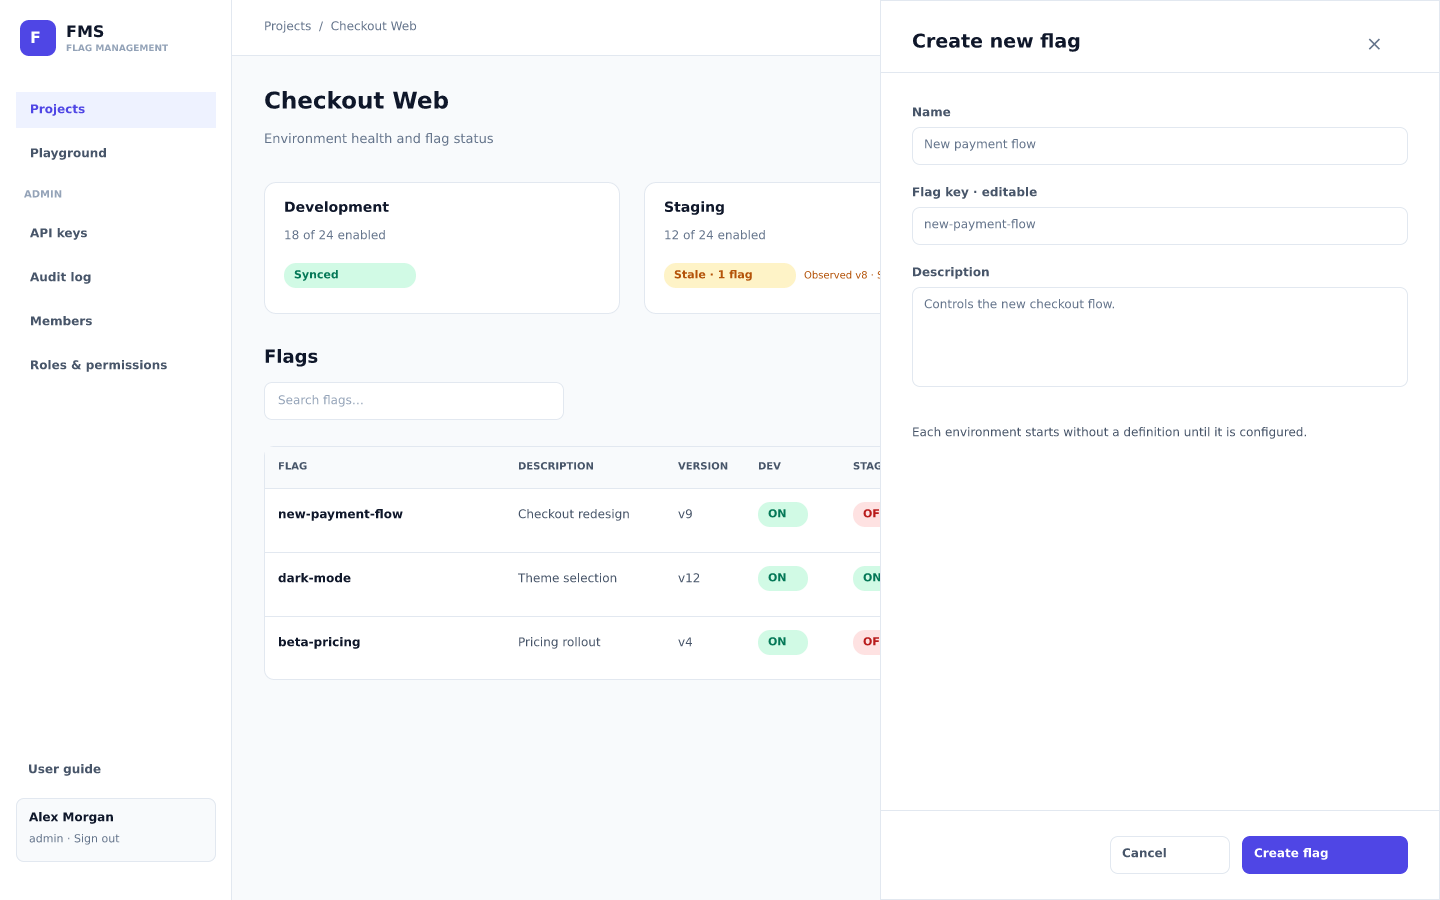 F
FMS
FLAG MANAGEMENT
Projects
Playground
ADMIN
API keys
Audit log
Members
Roles & permissions
User guide
Alex Morgan
admin · Sign out
Projects / Checkout Web
Checkout Web
Environment health and flag status
Development
18 of 24 enabled
Synced
Staging
12 of 24 enabled
Stale · 1 flag
Observed v8 ·
Flags
Search flags...
FLAG DESCRIPTION VERSION DEV STAG
new-payment-flow Checkout redesign v9 ON OF
dark-mode Theme selection v12 ON ON
beta-pricing Pricing rollout v4 ON OF
Create new flag
×
Name
New payment flow
Flag key · editable
new-payment-flow
Description
Controls the new checkout flow.
Each environment starts without a definition until it is configured.
Cancel
Create flag